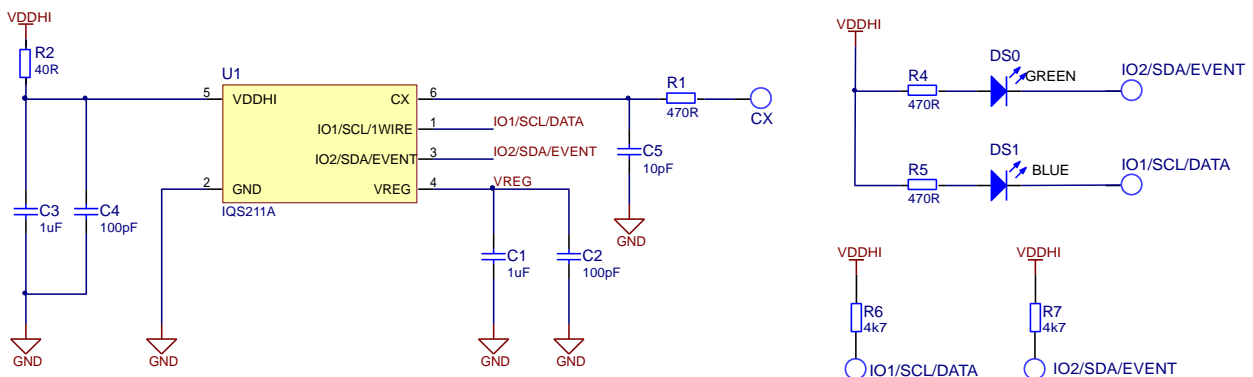 VDDHI
R2
40R
U1
5
VDDHI
CX
6
IO1/SCL/1WIRE
1
IO1/SCL/DATA
IO2/SDA/EVENT
3
IO2/SDA/EVENT
2
GND
VREG
4
VREG
IQS211A
R1
470R
CX
C5
10pF
GND
C3
1uF
C4
100pF
C1
1uF
C2
100pF
GND
GND
GND
GND
VDDHI
R4
470R
DS0
GREEN
IO2/SDA/EVENT
R5
470R
DS1
BLUE
IO1/SCL/DATA
VDDHI
R6
4k7
IO1/SCL/DATA
VDDHI
R7
4k7
IO2/SDA/EVENT